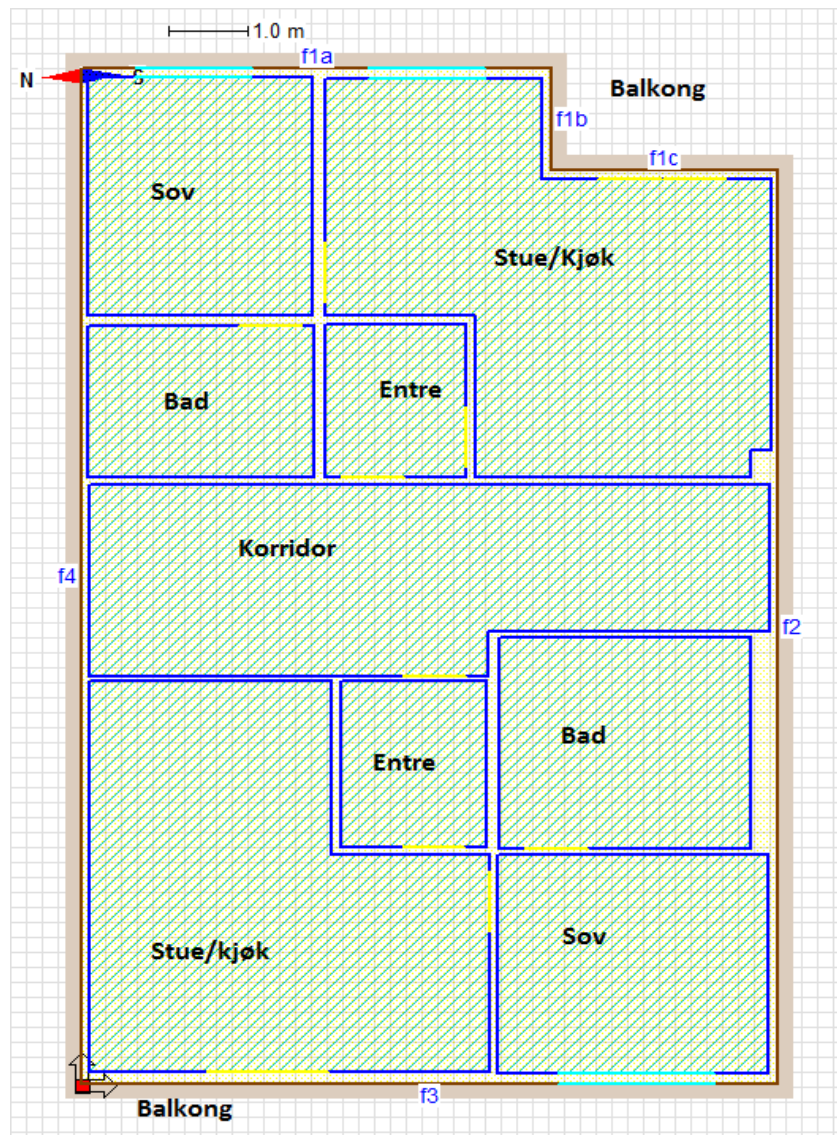 1.0 m
f1a
N
S
Balkong
f1b
f1c
Sov
Stue/Kjøk
Entre
Bad
Korridor
f4
f2
Bad
Entre
Sov
Stue/kjøk
f3
Balkong